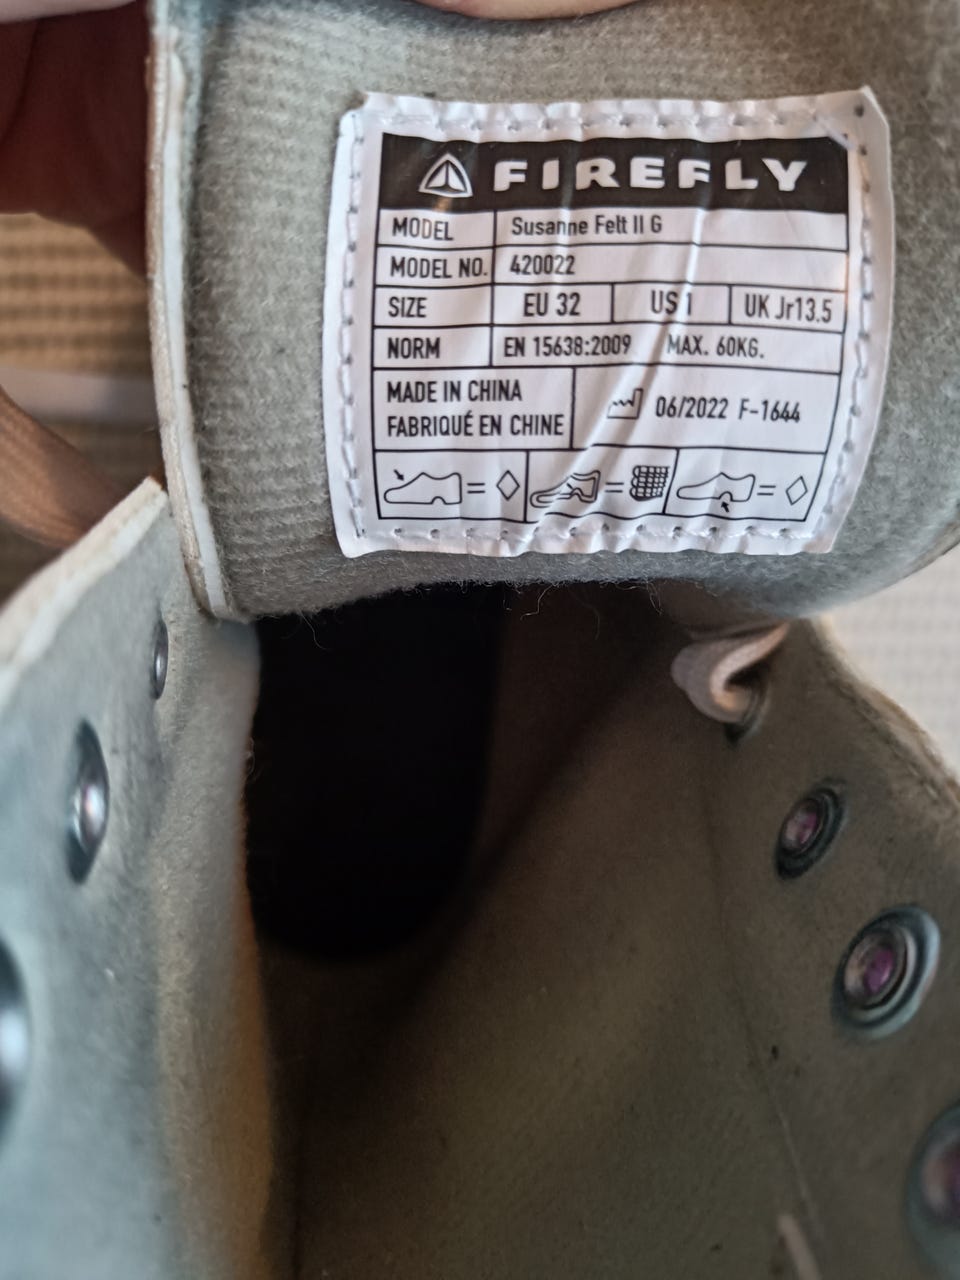 FIREFLY
MODEL Susanne Felt II G
MODEL NO. 420022
SIZE EU 32 US 1 UK Jr13.5
NORM EN 15638:2009 MAX. 60KG.
MADE IN CHINA
FABRIQUÉ EN CHINE
06/2022 F-1644